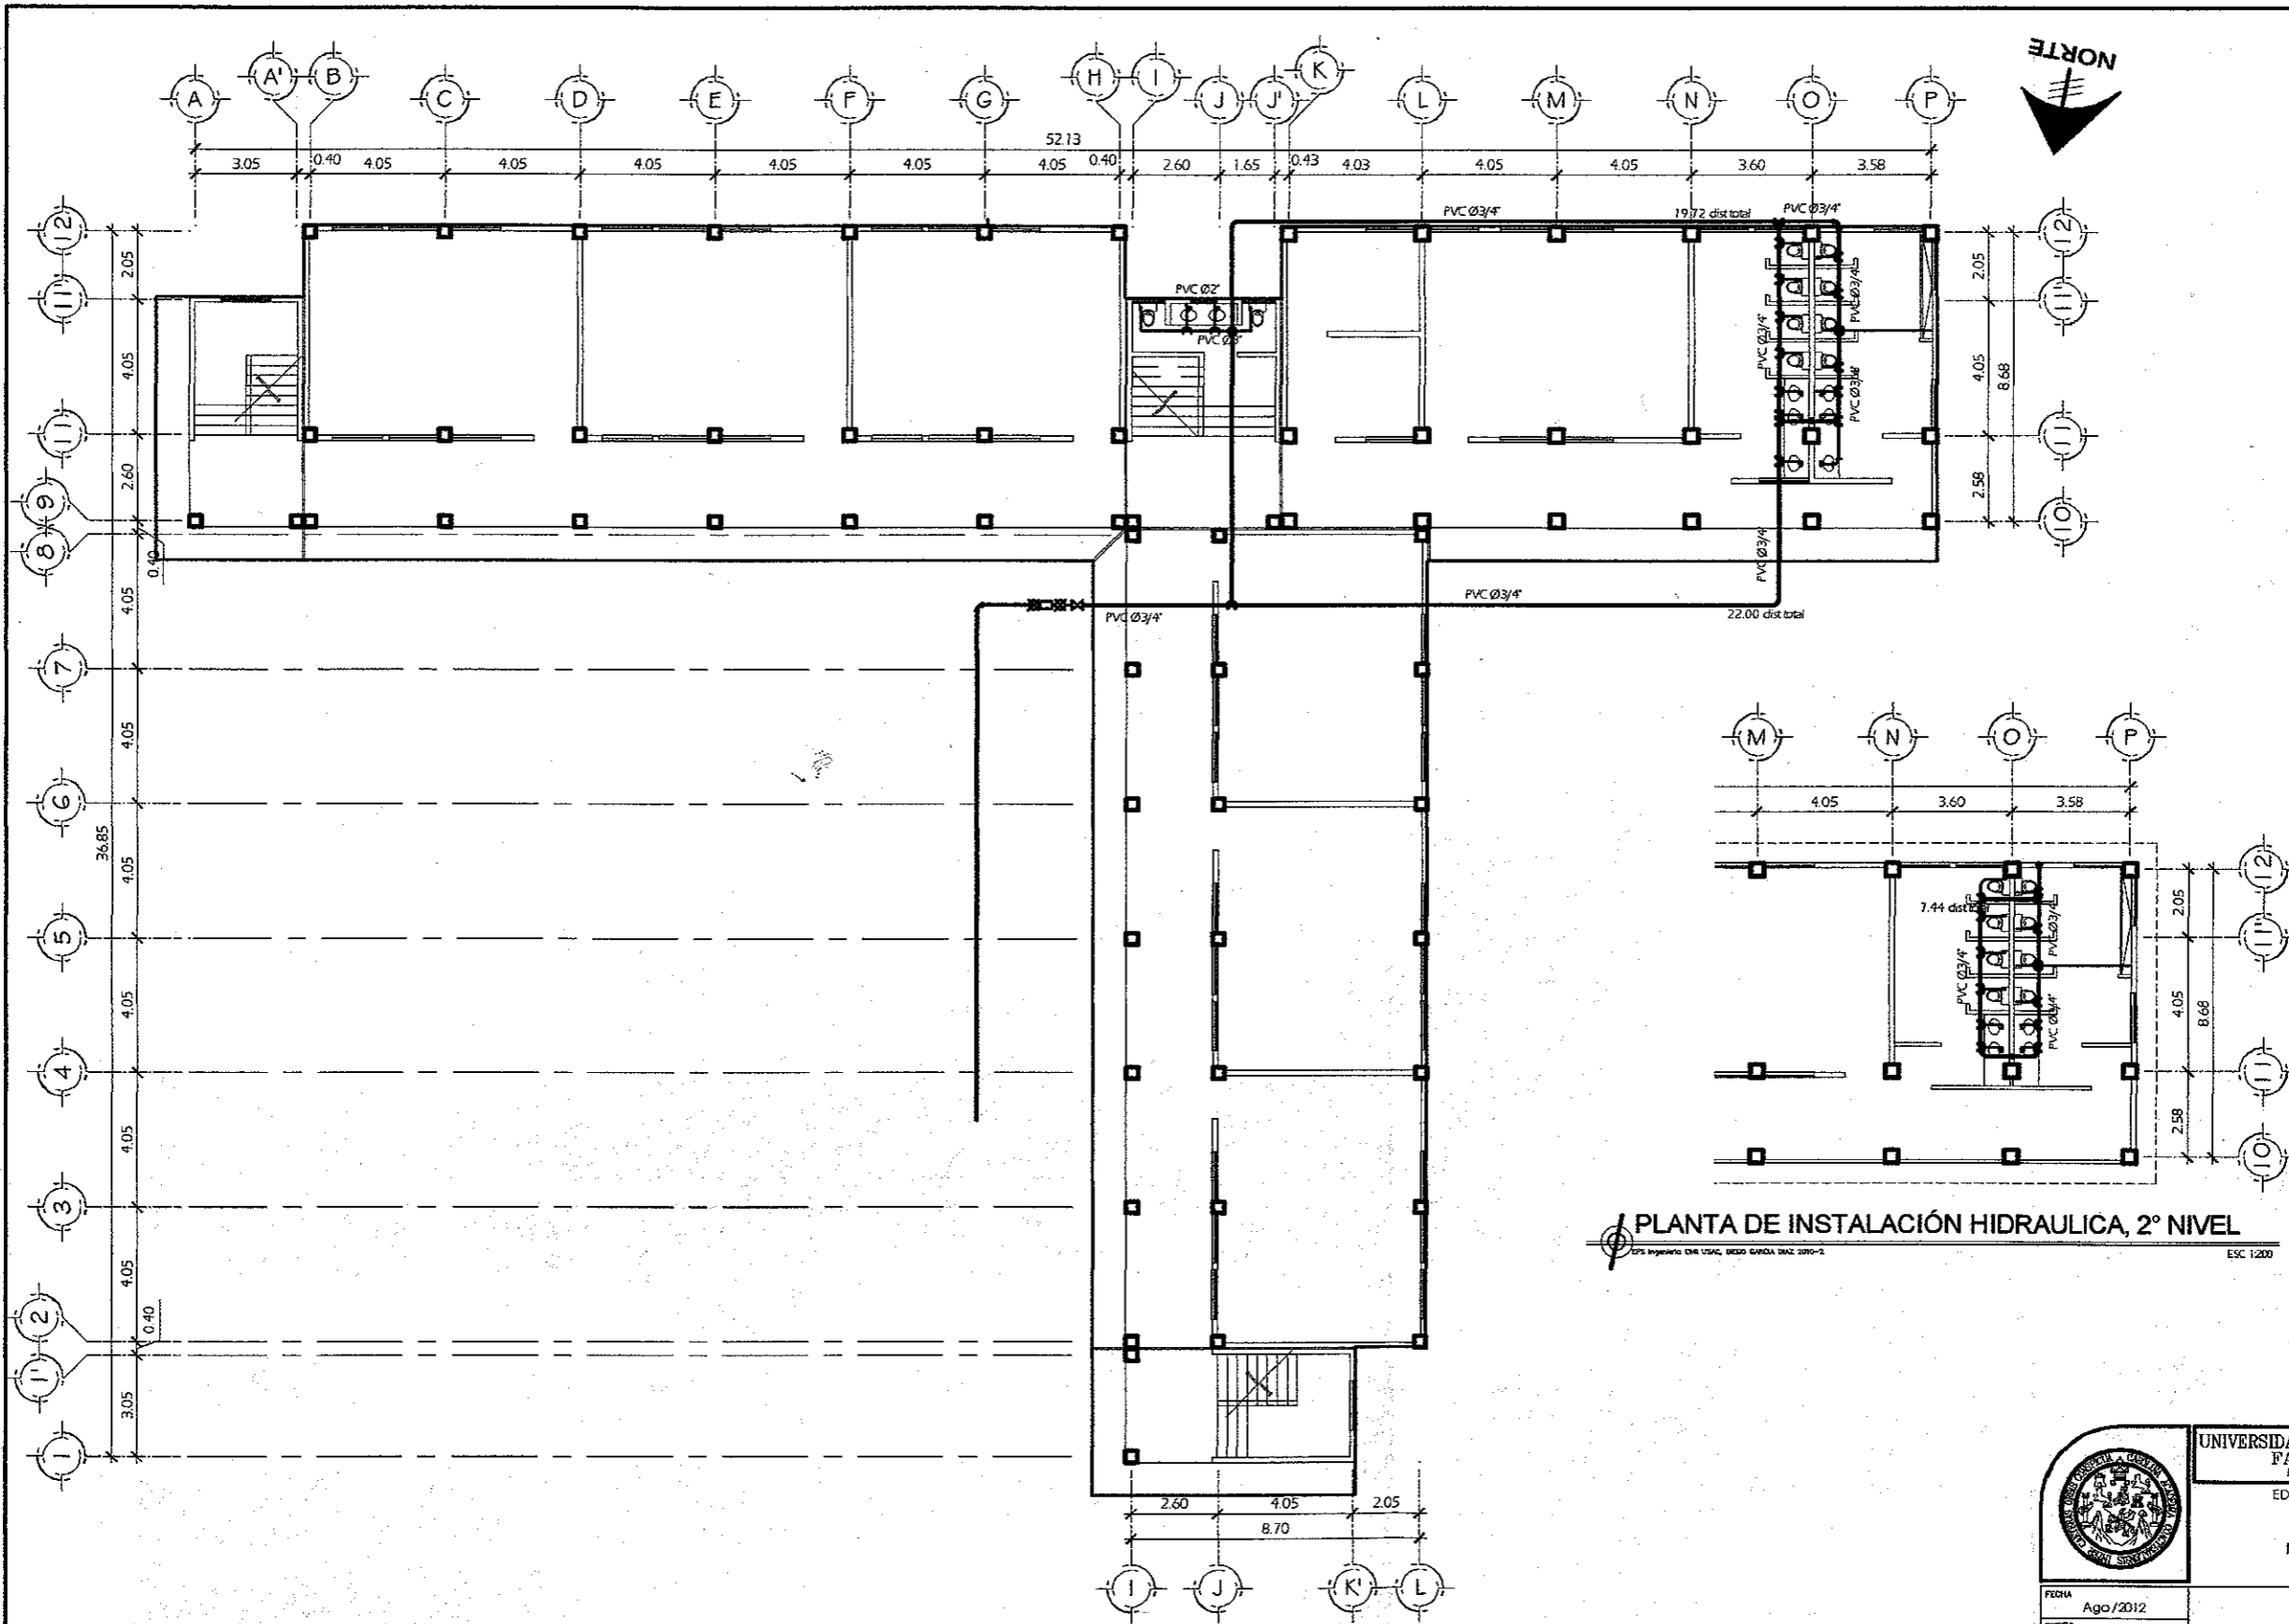 NORTE
A A' B C D E F G H I J J' K L M N O P
52.13
3.05 0.40 4.05 4.05 4.05 4.05 4.05 4.05 0.40 2.60 1.65 0.43 4.03 4.05 4.05 3.60 3.58
12
11'
11
9
8
7
6
5
4
3
2
1'
1
2.05
4.05
2.60
0.40
4.05
4.05
4.05
4.05
4.05
4.05
4.05
0.40
3.05
36.85
PVC Ø3/4"
19.72 dist total
PVC Ø3/4"
PVC Ø2"
PVC Ø3/4"
PVC Ø3/4"
PVC Ø3/4"
PVC Ø3/4"
PVC Ø3/4"
PVC Ø3/4"
22.00 dist total
12
11'
11
10
2.05
4.05
2.58
8.68
M N O P
4.05 3.60 3.58
7.44
PVC Ø3/4"
PVC Ø3/4"
PVC Ø3/4"
12
11'
11
10
2.05
4.05
2.58
8.68
PLANTA DE INSTALACIÓN HIDRAULICA, 2° NIVEL
ESC 1:200
2.60 4.05 2.05
8.70
I J K' L
FECHA
Ago/2012